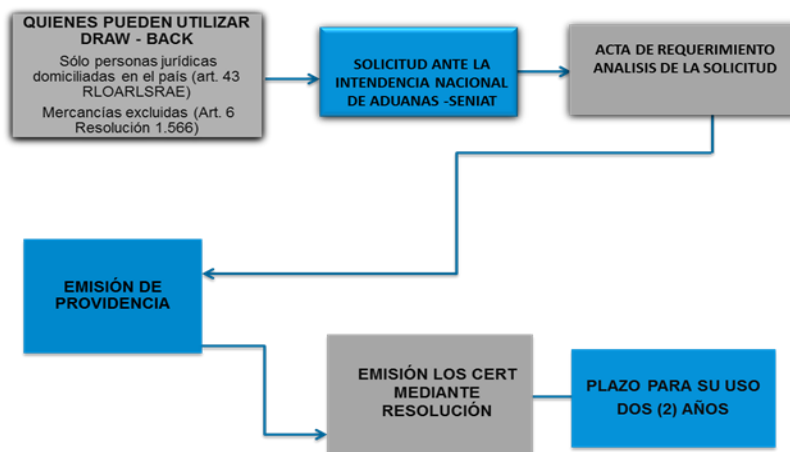 QUIENES PUEDEN UTILIZAR
DRAW - BACK
Sólo personas jurídicas
domiciliadas en el país (art. 43
RLOARLSRAE)
Mercancías excluidas (Art. 6
Resolución 1.566)
SOLICITUD ANTE LA
INTENDENCIA NACIONAL
DE ADUANAS -SENIAT
ACTA DE REQUERIMIENTO
ANALISIS DE LA SOLICITUD
EMISIÓN DE
PROVIDENCIA
EMISIÓN LOS CERT
MEDIANTE
RESOLUCIÓN
PLAZO PARA SU USO
DOS (2) AÑOS